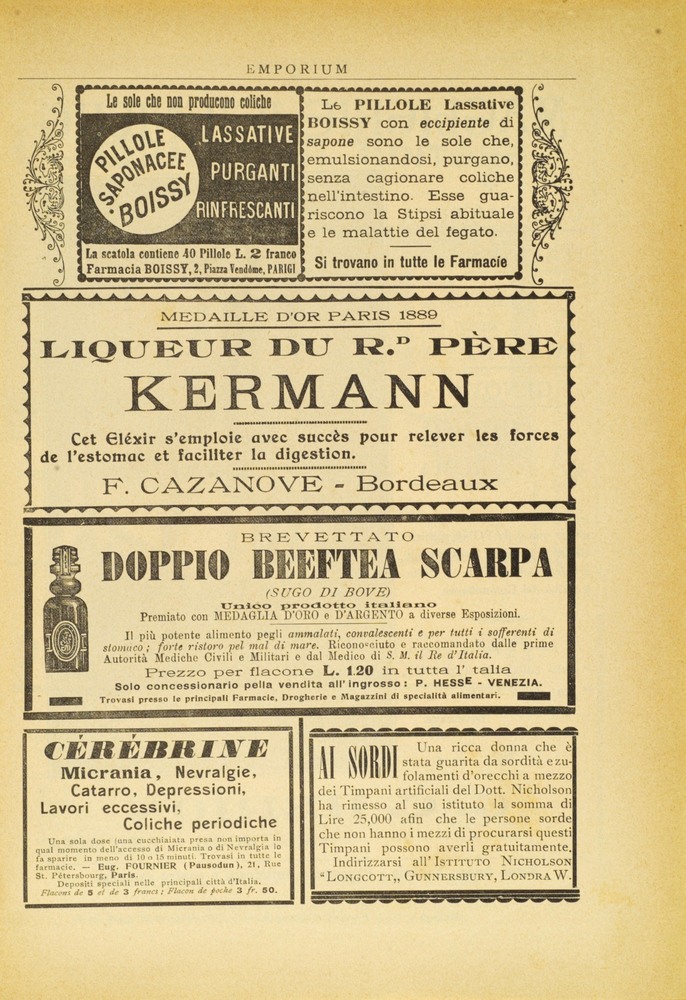 EMPORIUM
Le sole che non producono coliche
PILLOLE
SAPONACEE
BOISSY
LASSATIVE
PURGANTI
RINFRESCANTI
La scatola contiene 40 Pillole L. 2 franco
Farmacia BOISSY, 2, Piazza Vendôme, PARIGI
Le PILLOLE Lassative
BOISSY con eccipiente di
sapone sono le sole che,
emulsionandosi, purgano,
senza cagionare coliche
nell'intestino. Esse gua-
riscono la Stipsi abituale
e le malattie del fegato.
Si trovano in tutte le Farmacie
MEDAILLE D'OR PARIS 1889
LIQUEUR DU R.D PÈRE
KERMANN
Cet Eléxir s'emploie avec succès pour relever les forces
de l'estomac et faciliter la digestion.
F. CAZANOVE - Bordeaux
BREVETTATO
DOPPIO BEEFTEA SCARPA
(SUGO DI BOVE)
Unico prodotto italiano
Premiato con MEDAGLIA D'ORO e D'ARGENTO a diverse Esposizioni.
Il più potente alimento pegli ammalati, convalescenti e per tutti i sofferenti di
stomaco; forte ristoro pel mal di mare. Riconosciuto e raccomandato dalle prime
Autorità Mediche Civili e Militari e dal Medico di S. M. il Re d'Italia.
Prezzo per flacone L. 1.20 in tutta l' talia
Solo concessionario pella vendita all'ingrosso: P. HESSE - VENEZIA.
Trovasi presso le principali Farmacie, Drogherie e Magazzini di specialità alimentari.
CÉRÉBRINE
Micrania, Nevralgie,
Catarro, Depressioni,
Lavori eccessivi,
Coliche periodiche
Una sola dose (una cucchiaiata presa non importa in
qual momento dell'accesso di Micrania o di Nevralgia lo
fa sparire in meno di 10 o 15 minuti. Trovasi in tutte le
farmacie. — Eug. FOURNIER (Pausodun), 21, Rue
St. Pétersbourg, Paris.
Depositi speciali nelle principali città d'Italia.
Flacons de 5 et de 3 francs; Flacon de poche 3 fr. 50.
AI SORDI Una ricca donna che è
stata guarita da sordità e zu-
folamenti d'orecchi a mezzo
dei Timpani artificiali del Dott. Nicholson
ha rimesso al suo istituto la somma di
Lire 25,000 afin che le persone sorde
che non hanno i mezzi di procurarsi questi
Timpani possono averli gratuitamente.
Indirizzarsi all'ISTITUTO NICHOLSON
"LONGCOTT,, GUNNERSBURY, LONDRA W.